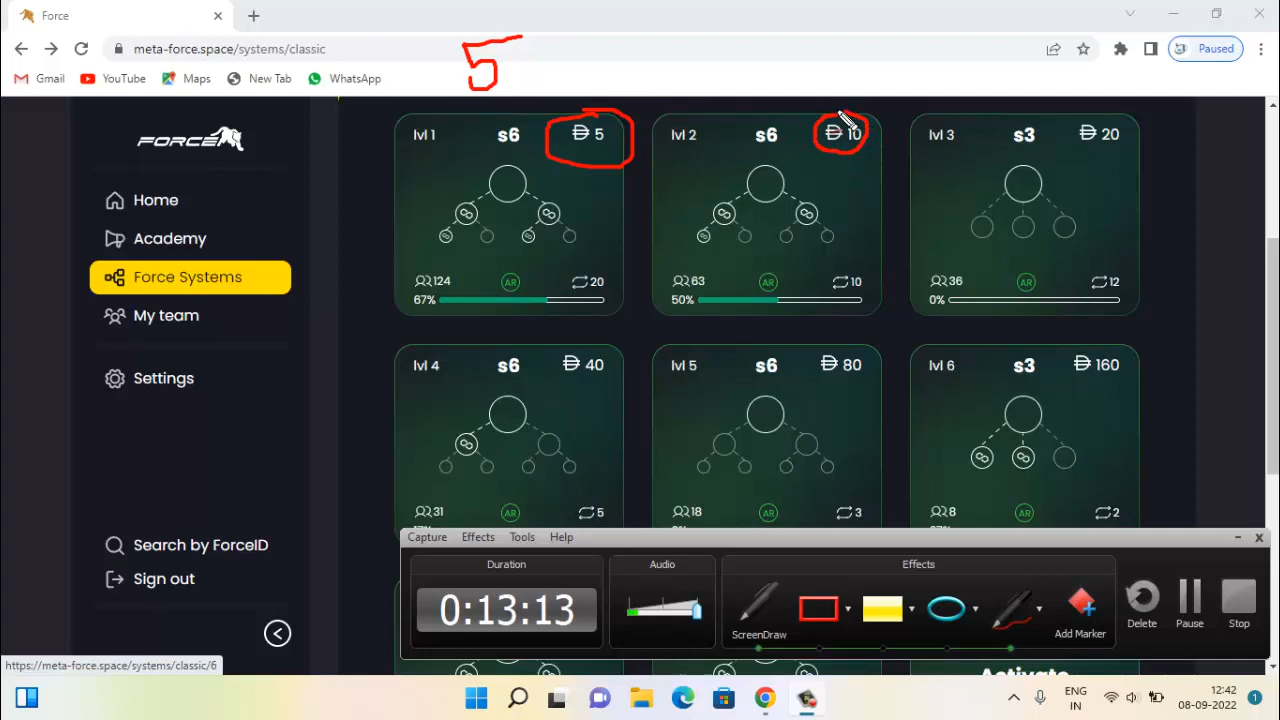 Force
meta-force.space/systems/classic
Paused
Gmail
YouTube
Maps
New Tab
WhatsApp
5
FORCE
Home
Academy
Force Systems
My team
Settings
Search by ForceID
Sign out
lvl 1 s6 5
124 AR 20
67%
lvl 2 s6 10
63 AR 10
50%
lvl 3 s3 20
36 AR 12
0%
lvl 4 s6 40
31 AR 5
lvl 5 s6 80
18 AR 3
lvl 6 s3 160
8 AR 2
Activate
Capture Effects Tools Help
Duration
0:13:13
Audio
Effects
ScreenDraw
Add Marker
Delete
Pause
Stop
https://meta-force.space/systems/classic/6
ENG
IN
12:42
08-09-2022
1